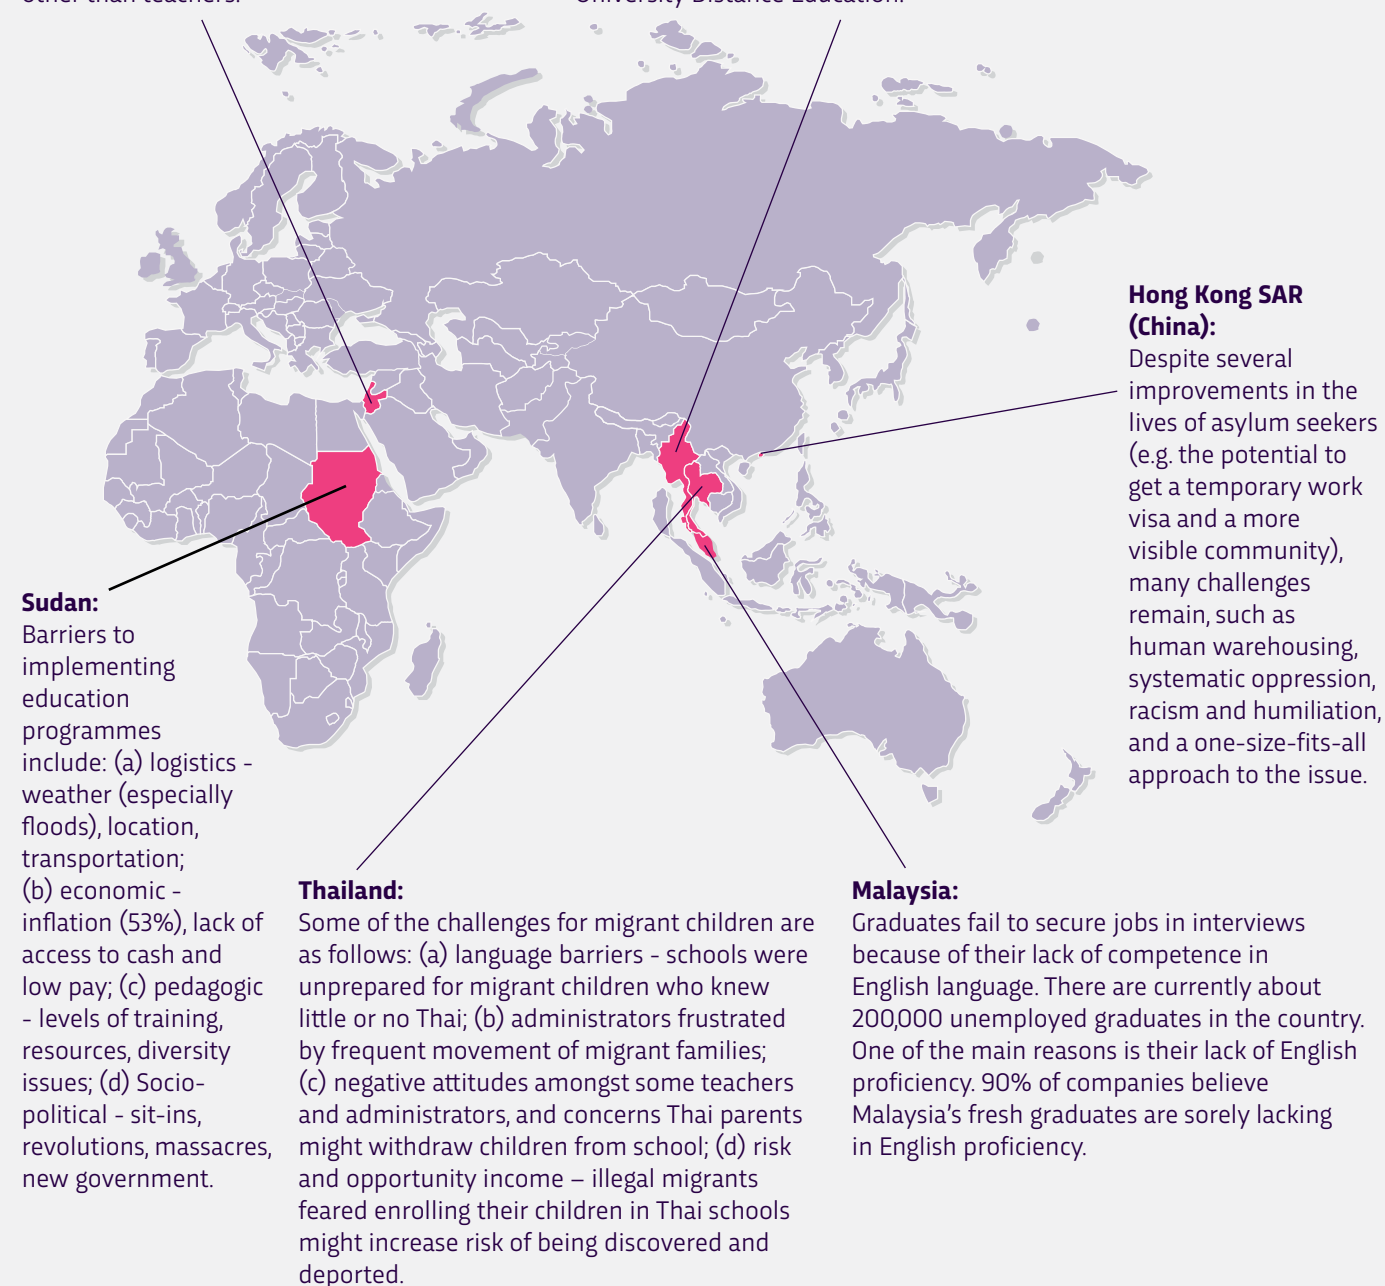 other than teachers.
University Distance Education.
Hong Kong SAR
(China):
Despite several
improvements in the
lives of asylum seekers
(e.g. the potential to
get a temporary work
visa and a more
visible community),
many challenges
remain, such as
human warehousing,
systematic oppression,
racism and humiliation,
and a one-size-fits-all
approach to the issue.
Sudan:
Barriers to
implementing
education
programmes
include: (a) logistics -
weather (especially
floods), location,
transportation;
(b) economic -
inflation (53%), lack of
access to cash and
low pay; (c) pedagogic
- levels of training,
resources, diversity
issues; (d) Socio-
political - sit-ins,
revolutions, massacres,
new government.
Thailand:
Some of the challenges for migrant children are
as follows: (a) language barriers - schools were
unprepared for migrant children who knew
little or no Thai; (b) administrators frustrated
by frequent movement of migrant families;
(c) negative attitudes amongst some teachers
and administrators, and concerns Thai parents
might withdraw children from school; (d) risk
and opportunity income – illegal migrants
feared enrolling their children in Thai schools
might increase risk of being discovered and
deported.
Malaysia:
Graduates fail to secure jobs in interviews
because of their lack of competence in
English language. There are currently about
200,000 unemployed graduates in the country.
One of the main reasons is their lack of English
proficiency. 90% of companies believe
Malaysia's fresh graduates are sorely lacking
in English proficiency.